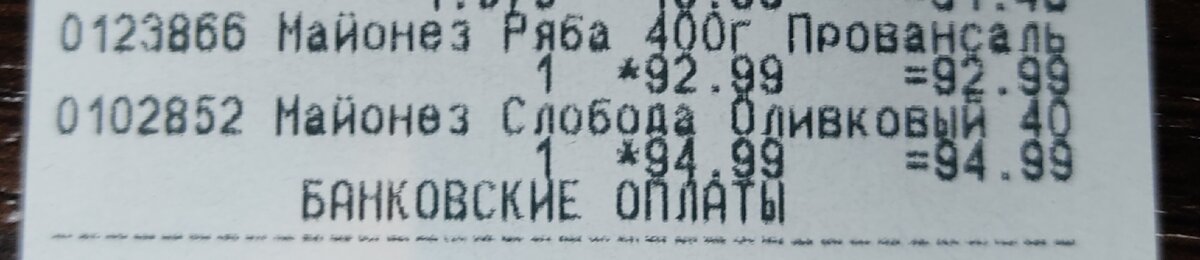 0123866 Майонез Ряба 400г Провансаль
1 *92.99 =92.99
0102852 Майонез Слобода Оливковый 40
1 *94.99 =94.99
БАНКОВСКИЕ ОПЛАТЫ